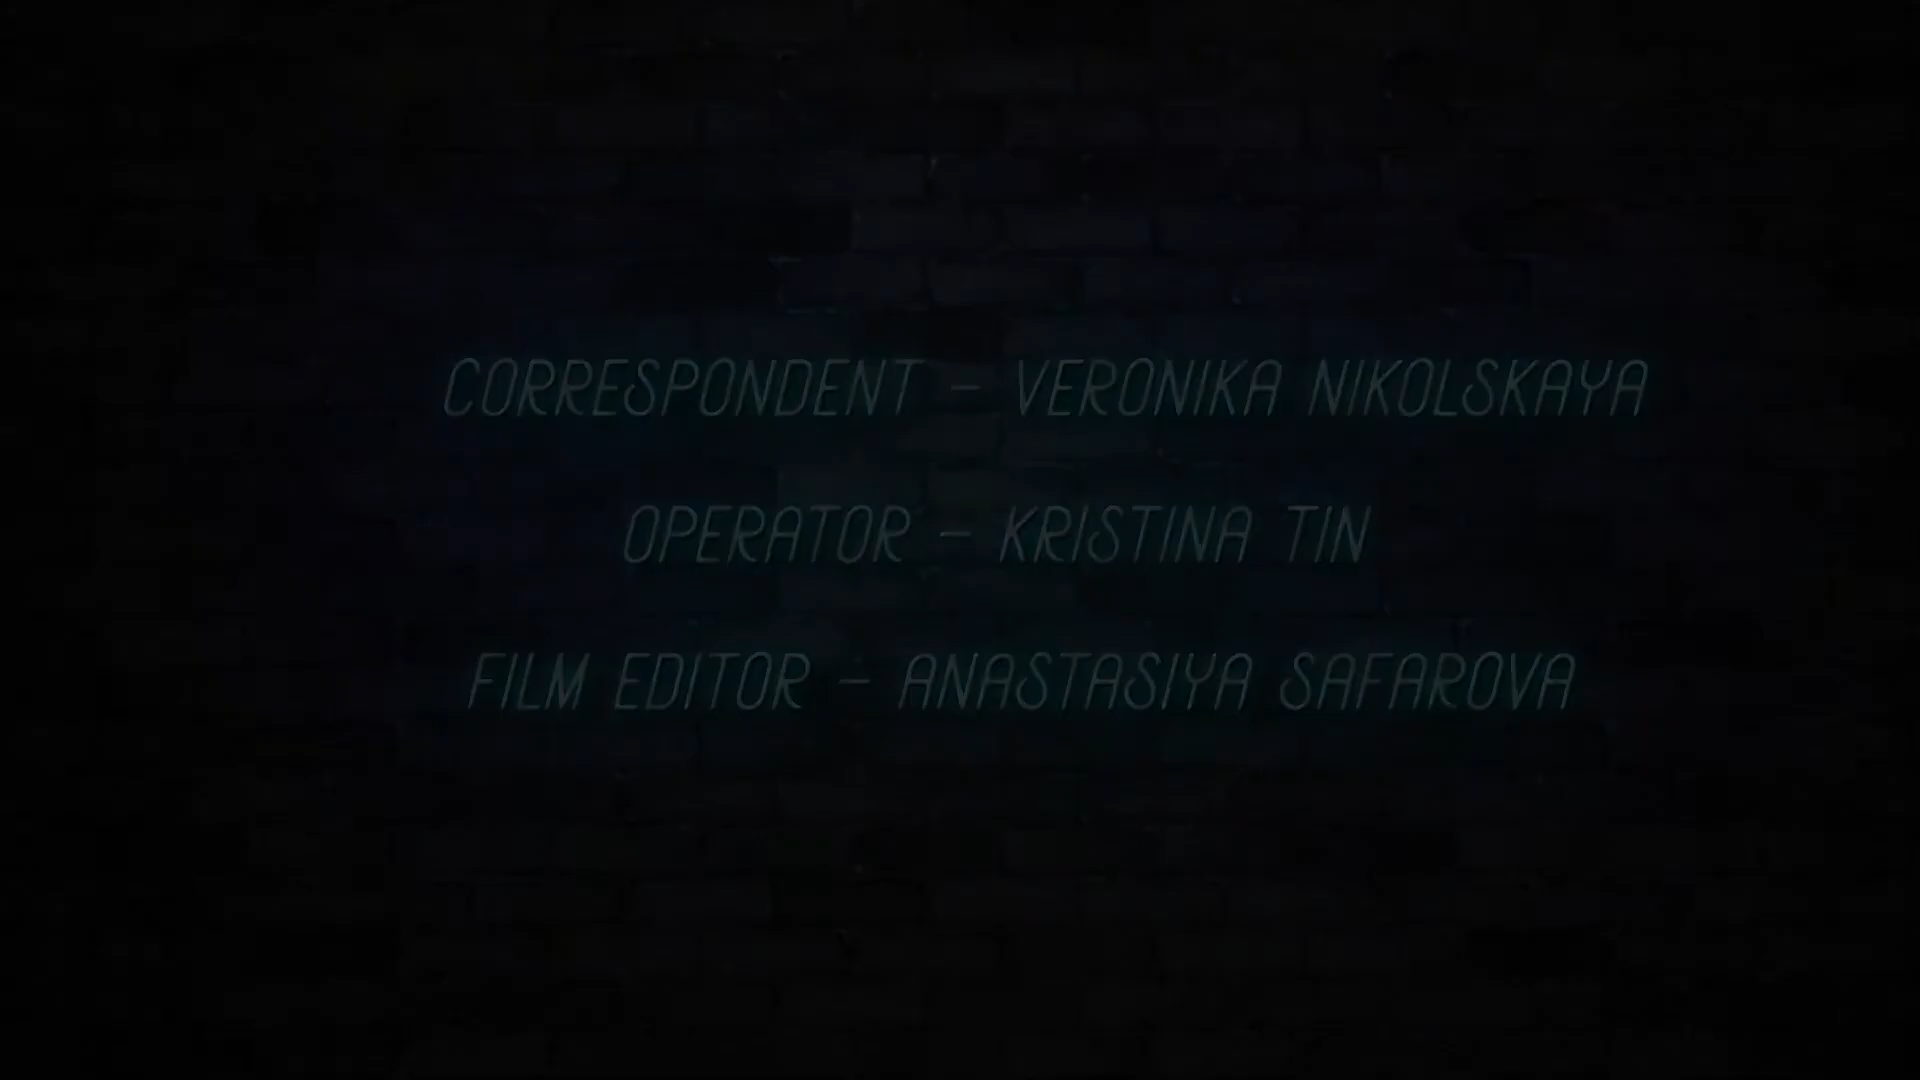 CORRESPONDENT – VERONIKA NIKOLSKAYA
OPERATOR – KRISTINA TIN
FILM EDITOR – ANASTASIYA SAFAROVA